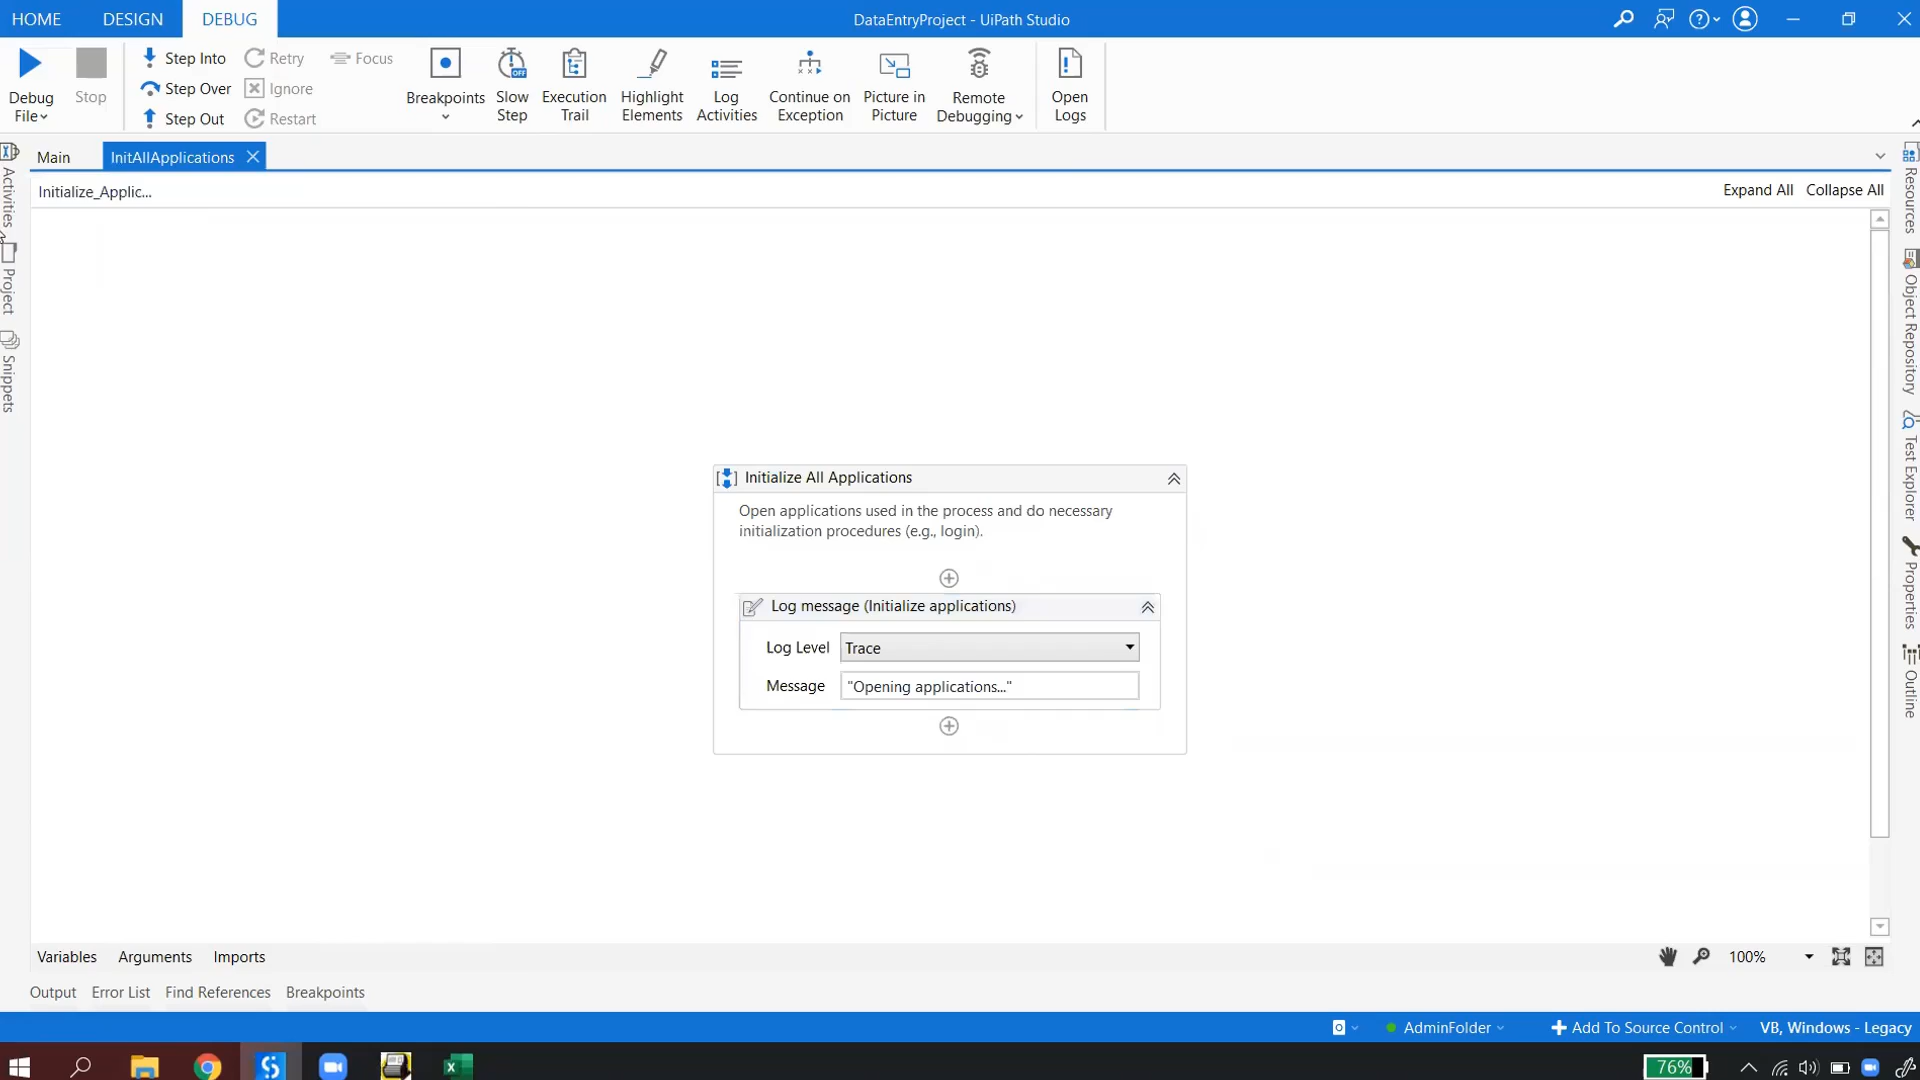 HOME DESIGN DEBUG DataEntryProject - UiPath Studio
Debug File
Stop
Step Into
Step Over
Step Out
Retry
Ignore
Restart
Focus
Breakpoints
Slow Step
OFF
Execution Trail
Highlight Elements
Log Activities
Continue on Exception
Picture in Picture
Remote Debugging
Open Logs
Main InitAllApplications
Initialize_Applic... Expand All Collapse All
Activities
Project
Snippets
Initialize All Applications
Open applications used in the process and do necessary
initialization procedures (e.g., login).
Log message (Initialize applications)
Log Level Trace
Message "Opening applications..."
Resources
Object Repository
Test Explorer
Properties
Outline
Variables Arguments Imports 100%
Output Error List Find References Breakpoints
AdminFolder Add To Source Control VB, Windows - Legacy
76%